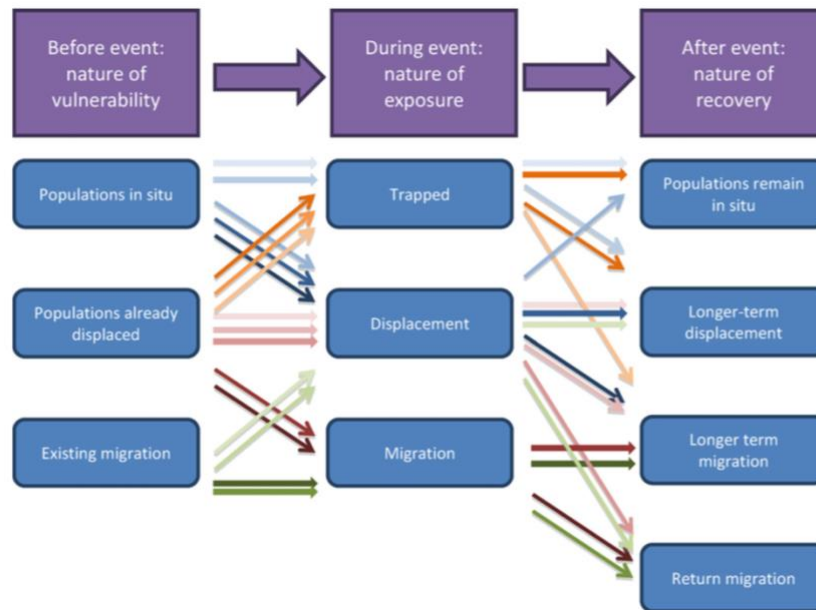 Before event:
nature of
vulnerability
During event:
nature of
exposure
After event:
nature of
recovery
Populations in situ
Trapped
Populations remain
in situ
Populations already
displaced
Displacement
Longer-term
displacement
Existing migration
Migration
Longer term
migration
Return migration